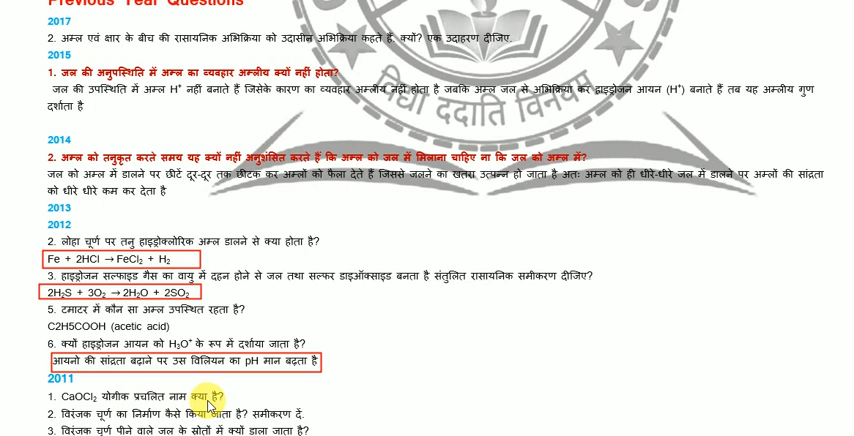 Previous Year Questions
2017
2. अम्ल एवं क्षार के बीच की रासायनिक अभिक्रिया को उदासीन अभिक्रिया कहते हैं. क्यों? एक उदाहरण दीजिए.
2015
1. जल की अनुपस्थिति में अम्ल का व्यवहार अम्लीय क्यों नहीं होता?
जल की उपस्थिति में अम्ल H⁺ नहीं बनाते हैं जिसेके कारण का व्यवहार अम्लीय नहीं होता है जबकि अम्ल जल से अभिक्रिया कर हाइड्रोजन आयन (H⁺) बनाते हैं तब यह अम्लीय गुण
दर्शाता है
2014
2. अम्ल को तनुकृत करते समय यह क्यों नहीं अनुशंसित करते हैं कि अम्ल को जल में मिलाना चाहिए ना कि जल को अम्ल में?
जल को अम्ल में डालने पर छींटें दूर-दूर तक छीटक कर अम्लों को फैला देते हैं जिससे जलने का खतरा उत्पन्न हो जाता है अतः अम्ल को ही धीरे-धीरे जल में डालने पर अम्लों की सांद्रता
को धीरे धीरे कम कर देता है
विद्या ददाति विनयम
2013
2012
2. लोहा चूर्ण पर तनु हाइड्रोक्लोरिक अम्ल डालने से क्या होता है?
Fe + 2HCl → FeCl₂ + H₂
3. हाइड्रोजन सल्फाइड गैस का वायु में दहन होने से जल तथा सल्फर डाइऑक्साइड बनता है संतुलित रासायनिक समीकरण दीजिए?
2H₂S + 3O₂ → 2H₂O + 2SO₂
5. टमाटर में कौन सा अम्ल उपस्थित रहता है?
C2H5COOH (acetic acid)
6. क्यों हाइड्रोजन आयन को H₃O⁺ के रूप में दर्शाया जाता है?
आयनो की सांद्रता बढ़ाने पर उस विलियन का pH मान बढ़ता है
2011
1. CaOCl₂ योगीक प्रचलित नाम क्या है?
2. विरंजक चूर्ण का निर्माण कैसे किया जाता है? समीकरण दें.
3. विरंजक चूर्ण पीने वाले जल के स्रोतों में क्यों डाला जाता है?